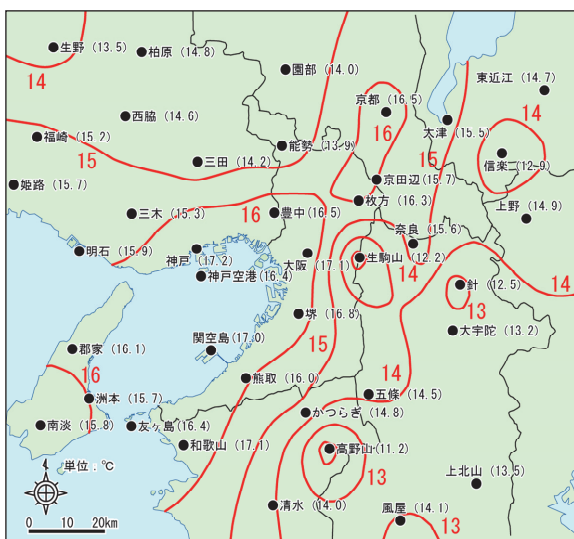 生野 (13.5)
柏原 (14.8)
園部 (14.0)
東近江 (14.7)
14
京都 (16.5)
14
西脇 (14.6)
16
大津 (15.5)
福崎 (15.2)
15
能勢 (13.9)
15
信楽 (12.9)
三田 (14.2)
姫路 (15.7)
京田辺 (15.7)
枚方 (16.3)
上野 (14.9)
三木 (15.3)
16
豊中 (16.5)
奈良 (15.6)
明石 (15.9)
神戸 (17.2)
大阪 (17.1)
生駒山 (12.2)
神戸空港 (16.4)
14
針 (12.5)
14
13
堺 (16.8)
大宇陀 (13.2)
郡家 (16.1)
関空島 (17.0)
15
16
熊取 (16.0)
14
五條 (14.5)
洲本 (15.7)
かつらぎ (14.8)
南淡 (15.8)
友ヶ島 (16.4)
和歌山 (17.1)
高野山 (11.2)
13
単位:℃
上北山 (13.5)
清水 (14.0)
風屋 (14.1)
13
0 10 20km